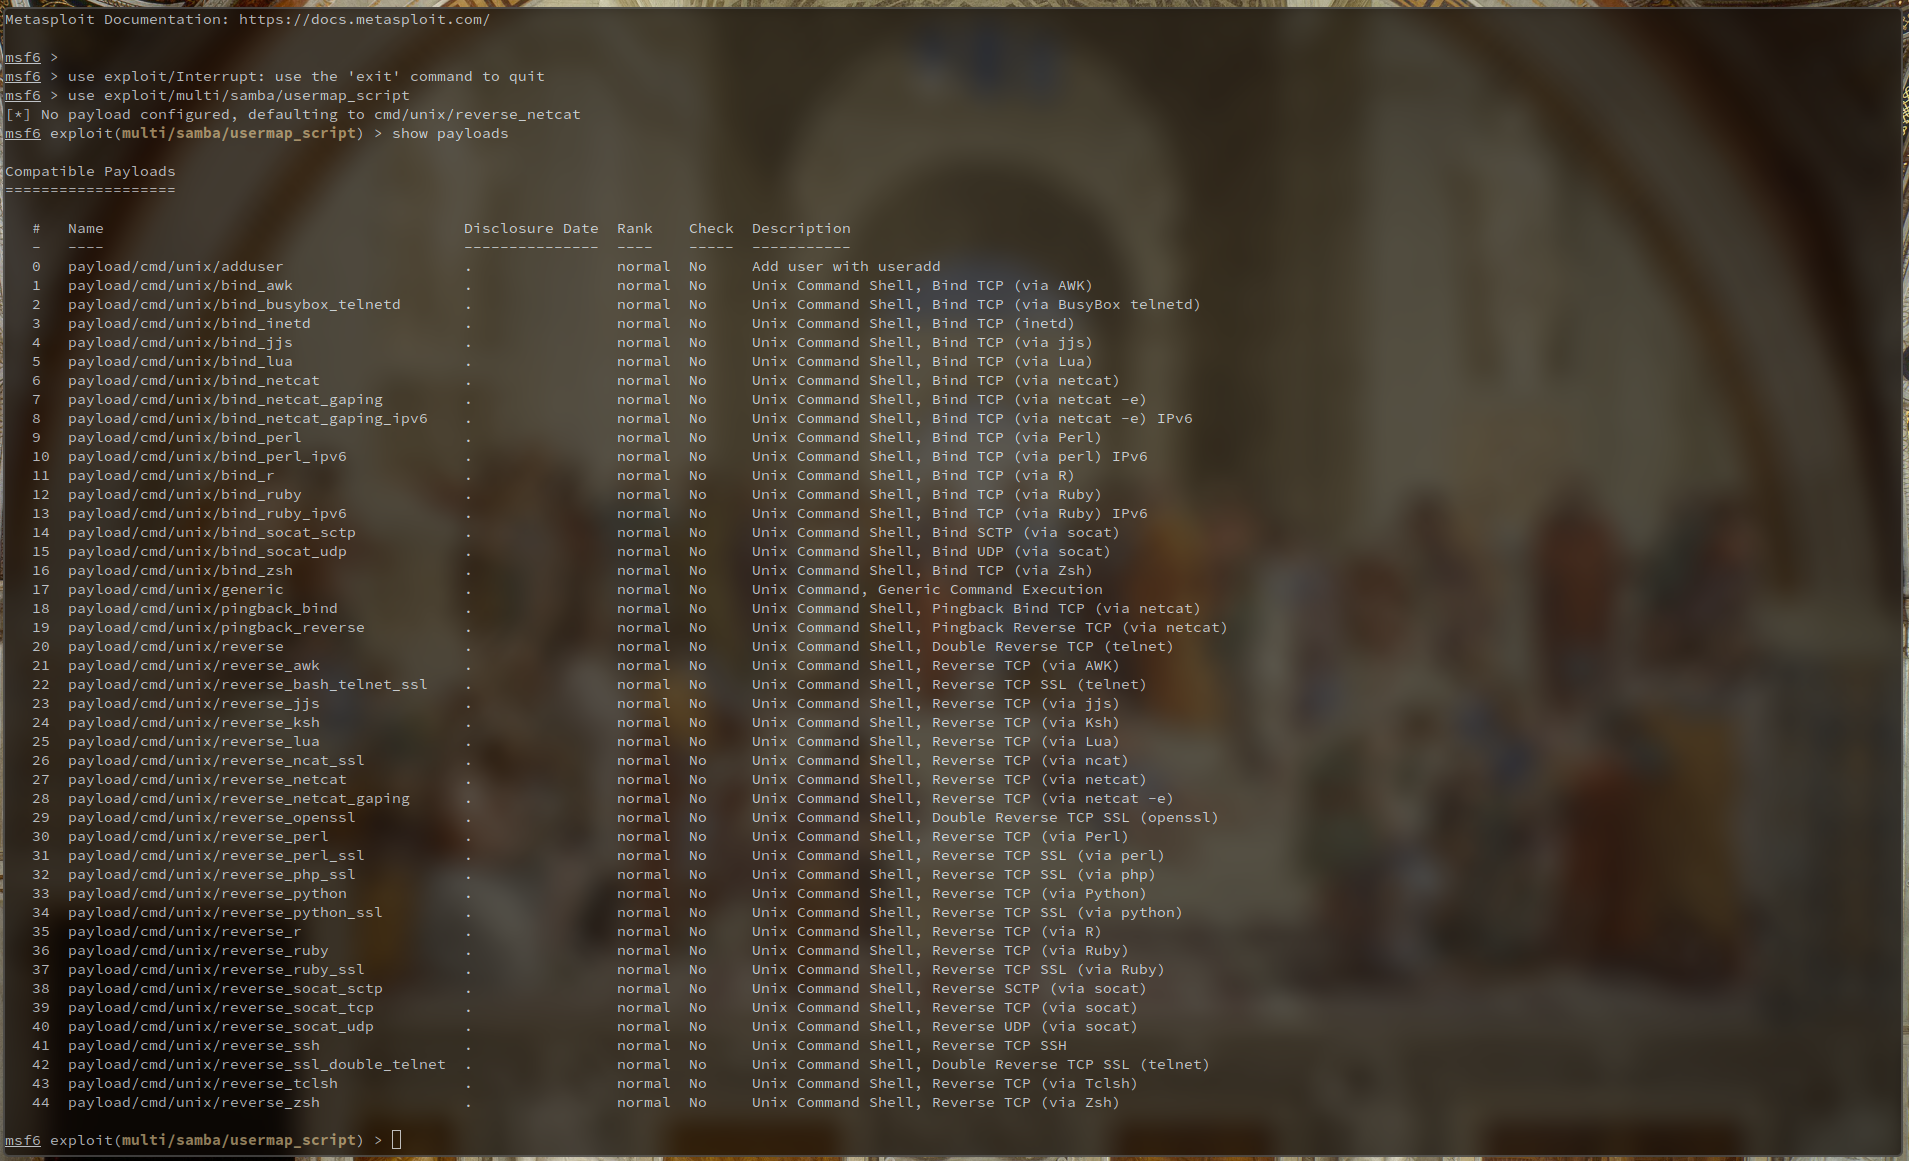 Metasploit Documentation: https://docs.metasploit.com/
msf6 >
msf6 > use exploit/Interrupt: use the 'exit' command to quit
msf6 > use exploit/multi/samba/usermap_script
[*] No payload configured, defaulting to cmd/unix/reverse_netcat
msf6 exploit(multi/samba/usermap_script) > show payloads
Compatible Payloads
===================
# Name Disclosure Date Rank Check Description
- ---- --------------- ---- ----- -----------
0 payload/cmd/unix/adduser . normal No Add user with useradd
1 payload/cmd/unix/bind_awk . normal No Unix Command Shell, Bind TCP (via AWK)
2 payload/cmd/unix/bind_busybox_telnetd . normal No Unix Command Shell, Bind TCP (via BusyBox telnetd)
3 payload/cmd/unix/bind_inetd . normal No Unix Command Shell, Bind TCP (inetd)
4 payload/cmd/unix/bind_jjs . normal No Unix Command Shell, Bind TCP (via jjs)
5 payload/cmd/unix/bind_lua . normal No Unix Command Shell, Bind TCP (via Lua)
6 payload/cmd/unix/bind_netcat . normal No Unix Command Shell, Bind TCP (via netcat)
7 payload/cmd/unix/bind_netcat_gaping . normal No Unix Command Shell, Bind TCP (via netcat -e)
8 payload/cmd/unix/bind_netcat_gaping_ipv6 . normal No Unix Command Shell, Bind TCP (via netcat -e) IPv6
9 payload/cmd/unix/bind_perl . normal No Unix Command Shell, Bind TCP (via Perl)
10 payload/cmd/unix/bind_perl_ipv6 . normal No Unix Command Shell, Bind TCP (via perl) IPv6
11 payload/cmd/unix/bind_r . normal No Unix Command Shell, Bind TCP (via R)
12 payload/cmd/unix/bind_ruby . normal No Unix Command Shell, Bind TCP (via Ruby)
13 payload/cmd/unix/bind_ruby_ipv6 . normal No Unix Command Shell, Bind TCP (via Ruby) IPv6
14 payload/cmd/unix/bind_socat_sctp . normal No Unix Command Shell, Bind SCTP (via socat)
15 payload/cmd/unix/bind_socat_udp . normal No Unix Command Shell, Bind UDP (via socat)
16 payload/cmd/unix/bind_zsh . normal No Unix Command Shell, Bind TCP (via Zsh)
17 payload/cmd/unix/generic . normal No Unix Command, Generic Command Execution
18 payload/cmd/unix/pingback_bind . normal No Unix Command Shell, Pingback Bind TCP (via netcat)
19 payload/cmd/unix/pingback_reverse . normal No Unix Command Shell, Pingback Reverse TCP (via netcat)
20 payload/cmd/unix/reverse . normal No Unix Command Shell, Double Reverse TCP (telnet)
21 payload/cmd/unix/reverse_awk . normal No Unix Command Shell, Reverse TCP (via AWK)
22 payload/cmd/unix/reverse_bash_telnet_ssl . normal No Unix Command Shell, Reverse TCP SSL (telnet)
23 payload/cmd/unix/reverse_jjs . normal No Unix Command Shell, Reverse TCP (via jjs)
24 payload/cmd/unix/reverse_ksh . normal No Unix Command Shell, Reverse TCP (via Ksh)
25 payload/cmd/unix/reverse_lua . normal No Unix Command Shell, Reverse TCP (via Lua)
26 payload/cmd/unix/reverse_ncat_ssl . normal No Unix Command Shell, Reverse TCP (via ncat)
27 payload/cmd/unix/reverse_netcat . normal No Unix Command Shell, Reverse TCP (via netcat)
28 payload/cmd/unix/reverse_netcat_gaping . normal No Unix Command Shell, Reverse TCP (via netcat -e)
29 payload/cmd/unix/reverse_openssl . normal No Unix Command Shell, Double Reverse TCP SSL (openssl)
30 payload/cmd/unix/reverse_perl . normal No Unix Command Shell, Reverse TCP (via Perl)
31 payload/cmd/unix/reverse_perl_ssl . normal No Unix Command Shell, Reverse TCP SSL (via perl)
32 payload/cmd/unix/reverse_php_ssl . normal No Unix Command Shell, Reverse TCP SSL (via php)
33 payload/cmd/unix/reverse_python . normal No Unix Command Shell, Reverse TCP (via Python)
34 payload/cmd/unix/reverse_python_ssl . normal No Unix Command Shell, Reverse TCP SSL (via python)
35 payload/cmd/unix/reverse_r . normal No Unix Command Shell, Reverse TCP (via R)
36 payload/cmd/unix/reverse_ruby . normal No Unix Command Shell, Reverse TCP (via Ruby)
37 payload/cmd/unix/reverse_ruby_ssl . normal No Unix Command Shell, Reverse TCP SSL (via Ruby)
38 payload/cmd/unix/reverse_socat_sctp . normal No Unix Command Shell, Reverse SCTP (via socat)
39 payload/cmd/unix/reverse_socat_tcp . normal No Unix Command Shell, Reverse TCP (via socat)
40 payload/cmd/unix/reverse_socat_udp . normal No Unix Command Shell, Reverse UDP (via socat)
41 payload/cmd/unix/reverse_ssh . normal No Unix Command Shell, Reverse TCP SSH
42 payload/cmd/unix/reverse_ssl_double_telnet . normal No Unix Command Shell, Double Reverse TCP SSL (telnet)
43 payload/cmd/unix/reverse_tclsh . normal No Unix Command Shell, Reverse TCP (via Tclsh)
44 payload/cmd/unix/reverse_zsh . normal No Unix Command Shell, Reverse TCP (via Zsh)
msf6 exploit(multi/samba/usermap_script) >